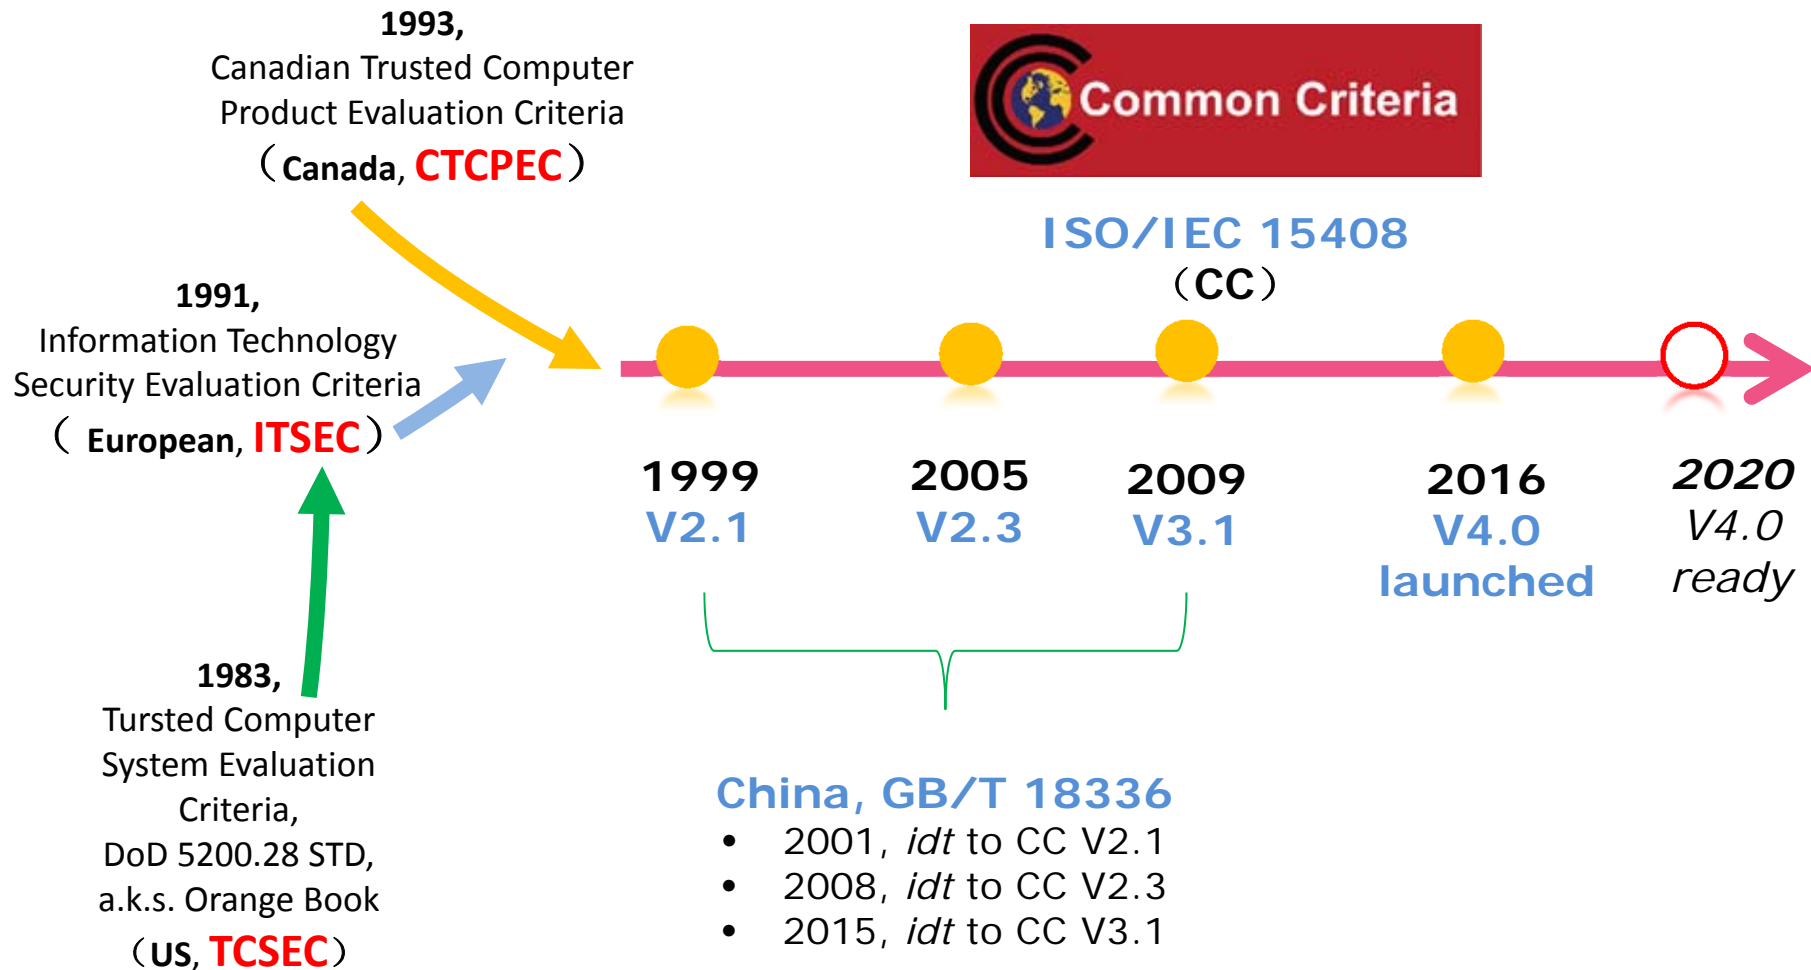 1993,
Canadian Trusted Computer
Product Evaluation Criteria
（Canada, CTCPEC）
Common Criteria
ISO/IEC 15408
（CC）
1991,
Information Technology
Security Evaluation Criteria
（ European, ITSEC）
1999
V2.1
2005
V2.3
2009
V3.1
2016
V4.0
launched
2020
V4.0
ready
1983,
Tursted Computer
System Evaluation
Criteria,
DoD 5200.28 STD,
a.k.s. Orange Book
（US, TCSEC）
China, GB/T 18336
• 2001, idt to CC V2.1
• 2008, idt to CC V2.3
• 2015, idt to CC V3.1